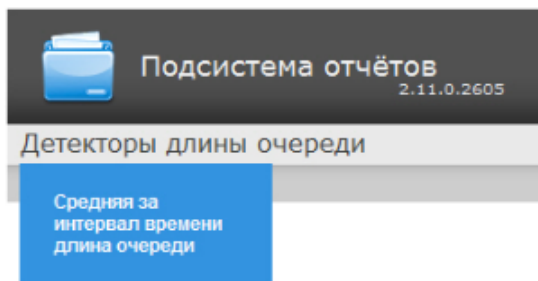 Подсистема отчётов
2.11.0.2605
Детекторы длины очереди
Средняя за
интервал времени
длина очереди